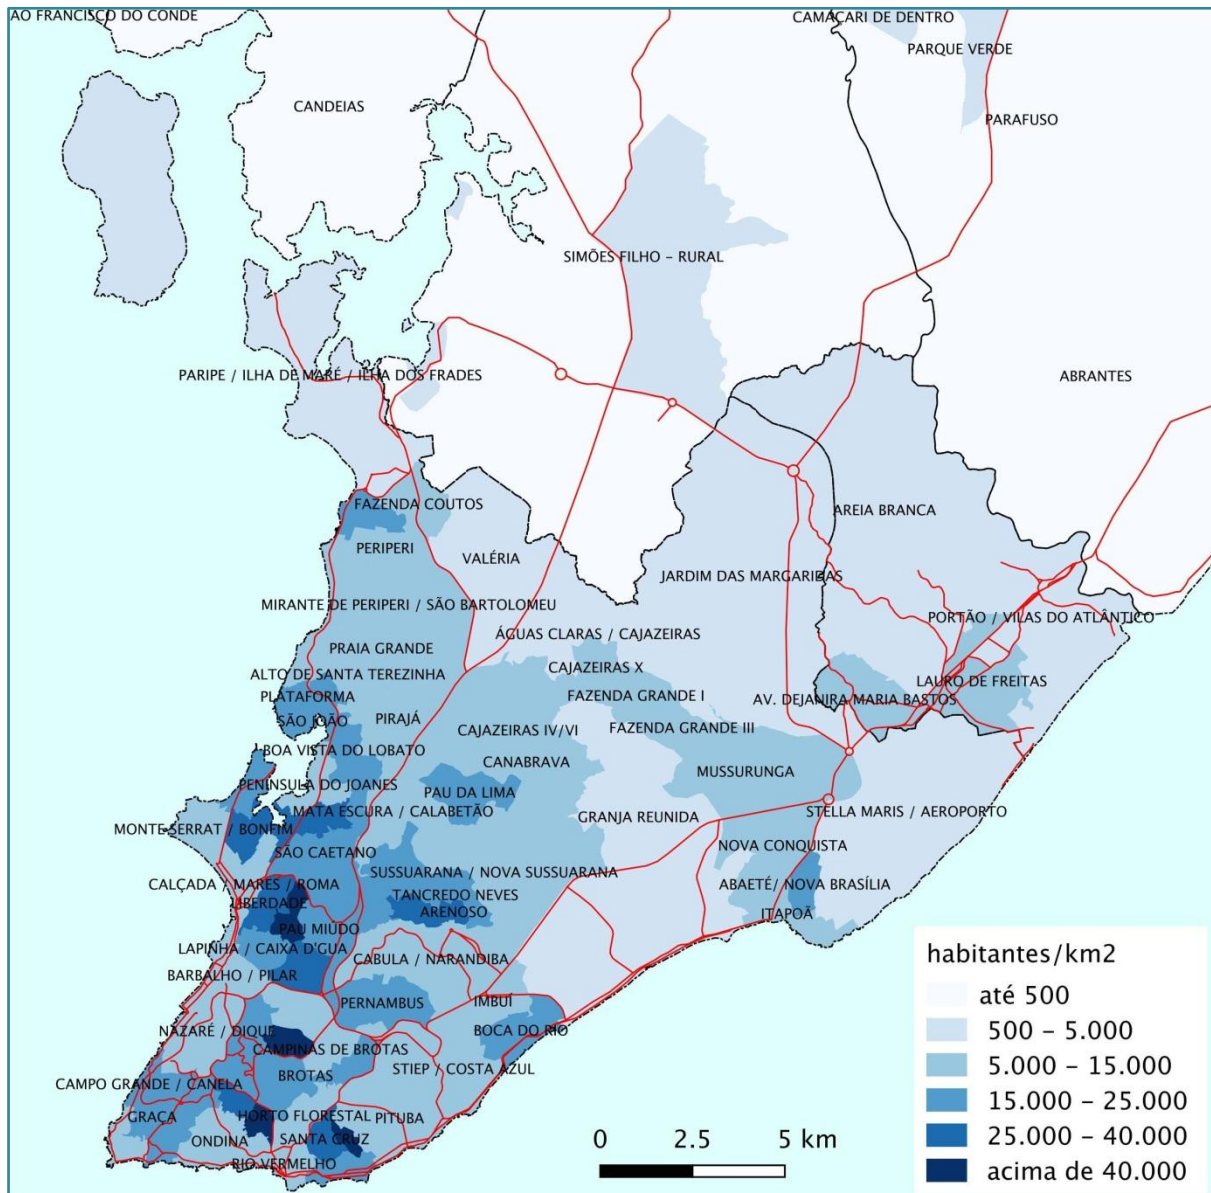 AO FRANCISCO DO CONDE
CAMAÇARI DE DENTRO
PARQUE VERDE
CANDEIAS
PARAFUSO
SIMÕES FILHO – RURAL
PARIPE / ILHA DE MARÉ / ILHA DOS FRADES
ABRANTES
FAZENDA COUTOS
AREIA BRANCA
PERIPERI
VALÉRIA
JARDIM DAS MARGARIDAS
MIRANTE DE PERIPERI / SÃO BARTOLOMEU
PORTÃO / VILAS DO ATLÂNTICO
ÁGUAS CLARAS / CAJAZEIRAS
PRAIA GRANDE
CAJAZEIRAS X
ALTO DE SANTA TEREZINHA
LAURO DE FREITAS
PLATAFORMA
FAZENDA GRANDE I
AV. DEJANIRA MARIA BASTOS
SÃO JOÃO
PIRAJÁ
CAJAZEIRAS IV/VI
FAZENDA GRANDE III
BOA VISTA DO LOBATO
CANABRAVA
MUSSURUNGA
PENÍNSULA DO JOANES
PAU DA LIMA
MATA ESCURA / CALABETÃO
GRANJA REUNIDA
STELLA MARIS / AEROPORTO
MONTE SERRAT / BONFIM
SÃO CAETANO
NOVA CONQUISTA
SUSSUARANA / NOVA SUSSUARANA
CALÇADA / MARES / ROMA
TANCREDO NEVES
ABAETÉ/ NOVA BRASÍLIA
LIBERDADE
ARENOSO
ITAPOÃ
PAU MIÚDO
LAPINHA / CAIXA D'GUA
CABULA / NARANDIBA
BARBALHO / PILAR
PERNAMBUS
IMBUÍ
NAZARÉ / DIQUE
BOCA DO RIO
CAMPINAS DE BROTAS
STIEP / COSTA AZUL
BROTAS
CAMPO GRANDE / CANELA
GRAÇA
HORTO FLORESTAL
PITUBA
ONDINA
SANTA CRUZ
RIO VERMELHO
0 2.5 5 km
habitantes/km2
até 500
500 – 5.000
5.000 – 15.000
15.000 – 25.000
25.000 – 40.000
acima de 40.000